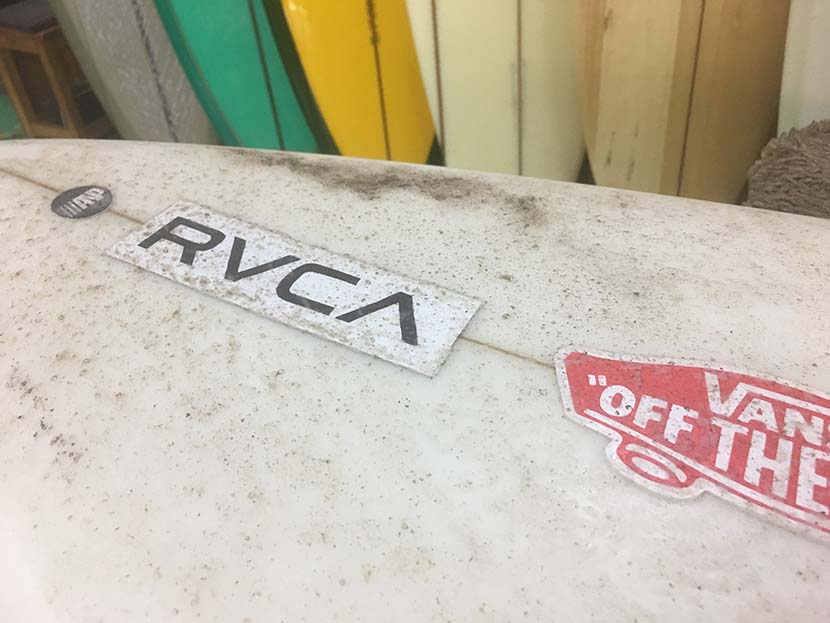 RVCA
VANS
"OFF THE